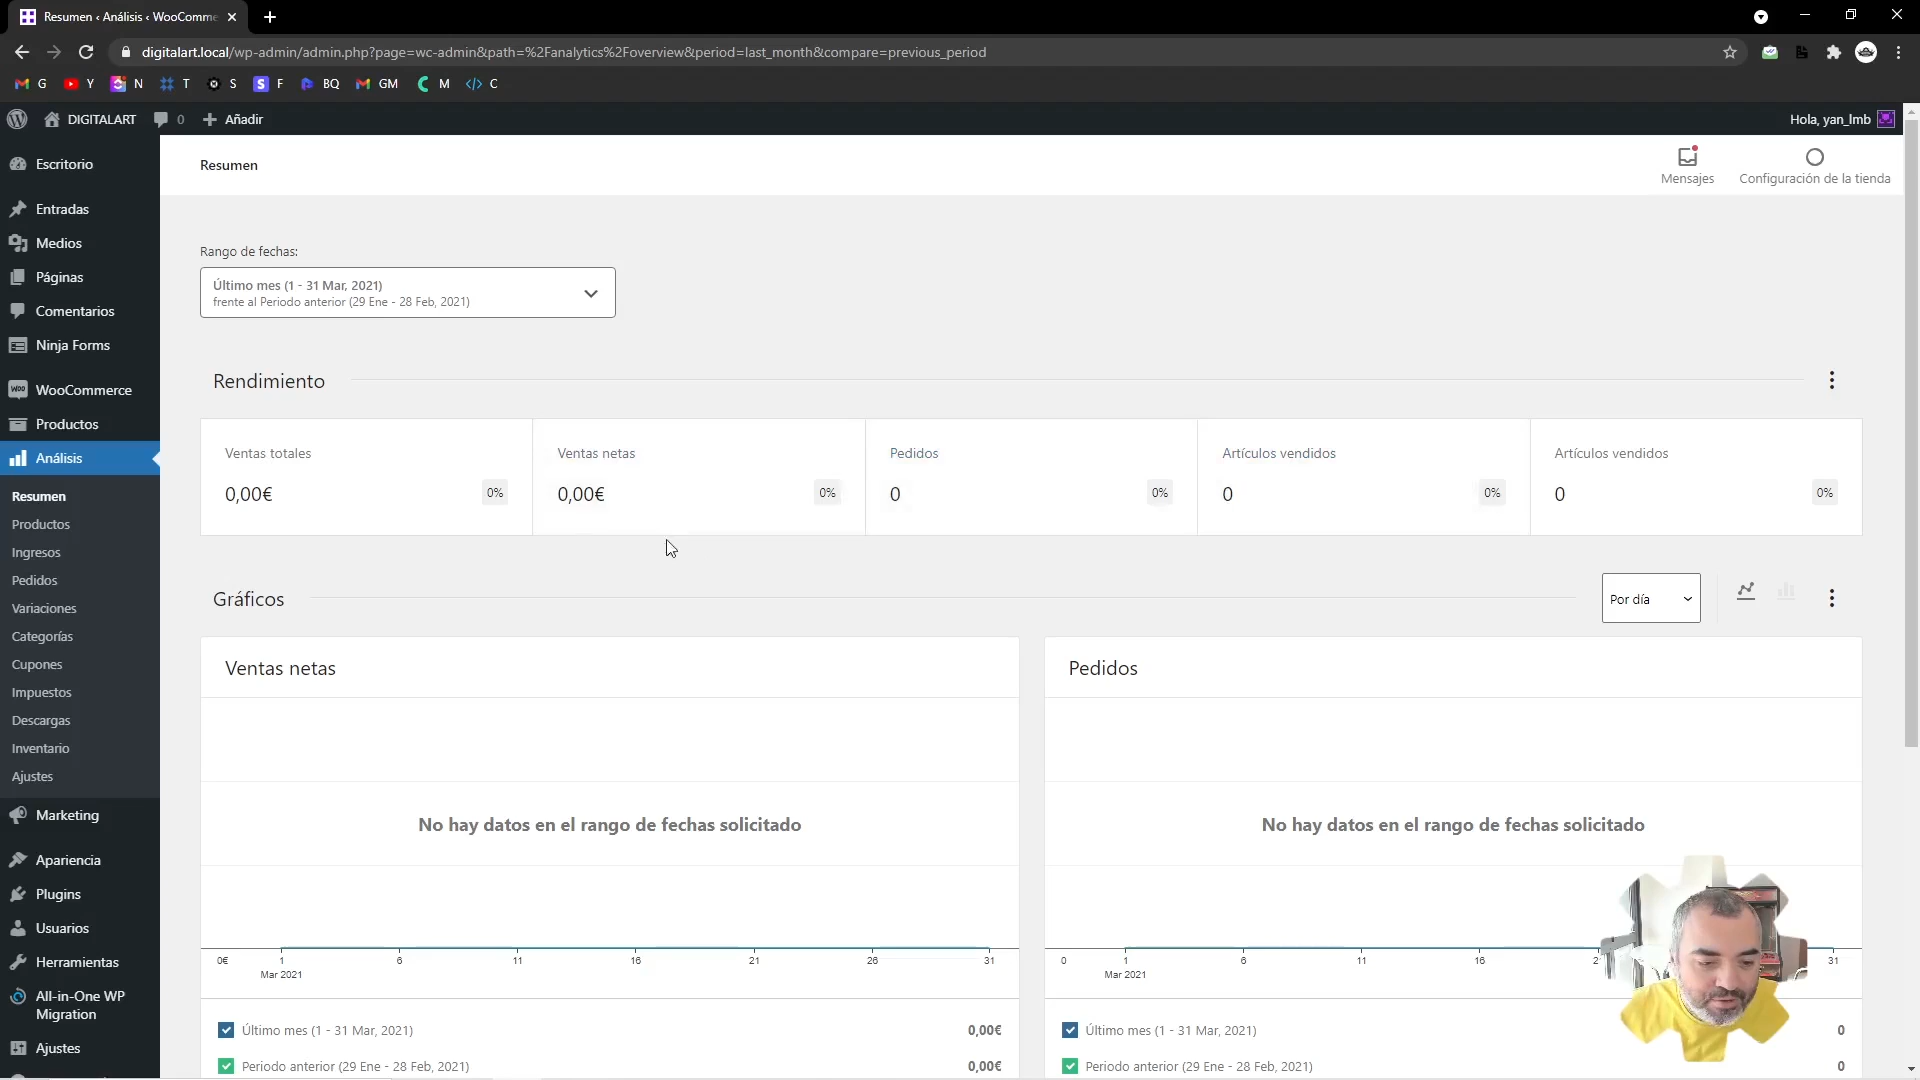 Resumen ‹ Análisis ‹ WooComme
digitalart.local/wp-admin/admin.php?page=wc-admin&path=%2Fanalytics%2Foverview&period=last_month&compare=previous_period
G Y N T S F BQ GM M C
DIGITALART 0 Añadir
Hola, yan_lmb
Escritorio
Entradas
Medios
Páginas
Comentarios
Ninja Forms
WooCommerce
Productos
Análisis
Resumen
Productos
Ingresos
Pedidos
Variaciones
Categorías
Cupones
Impuestos
Descargas
Inventario
Ajustes
Marketing
Apariencia
Plugins
Usuarios
Herramientas
All-in-One WP
Migration
Ajustes
Resumen
Mensajes
Configuración de la tienda
Rango de fechas:
Último mes (1 - 31 Mar, 2021)
frente al Periodo anterior (29 Ene - 28 Feb, 2021)
Rendimiento
Ventas totales
0,00€ 0%
Ventas netas
0,00€ 0%
Pedidos
0 0%
Artículos vendidos
0 0%
Artículos vendidos
0 0%
Gráficos
Por día
Ventas netas
No hay datos en el rango de fechas solicitado
0€ 1 6 11 16 21 26 31
Mar 2021
Último mes (1 - 31 Mar, 2021) 0,00€
Periodo anterior (29 Ene - 28 Feb, 2021) 0,00€
Pedidos
No hay datos en el rango de fechas solicitado
0 1 6 11 16 31
Mar 2021
Último mes (1 - 31 Mar, 2021) 0
Periodo anterior (29 Ene - 28 Feb, 2021) 0